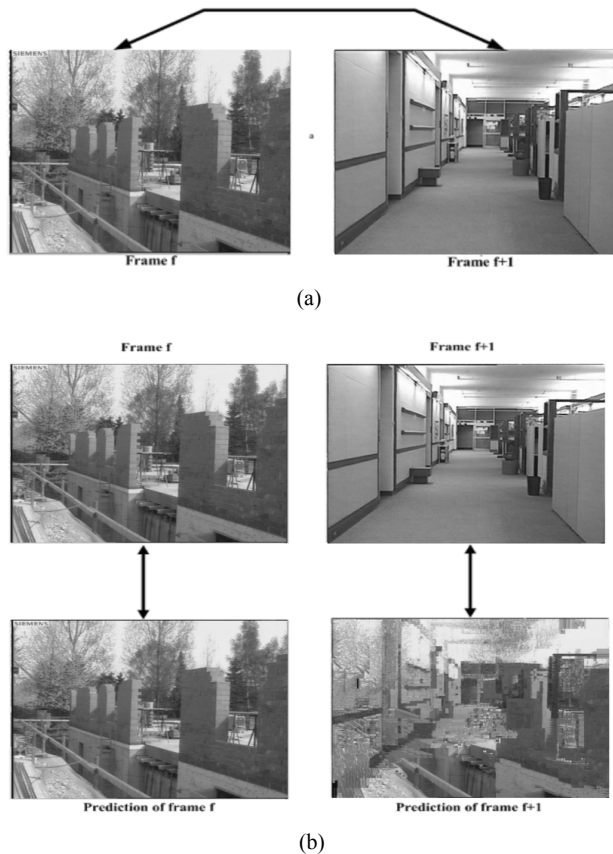 SIEMENS
Frame f
Frame f+1
(a)
Frame f
Frame f+1
SIEMENS
SIEMENS
Prediction of frame f
Prediction of frame f+1
(b)